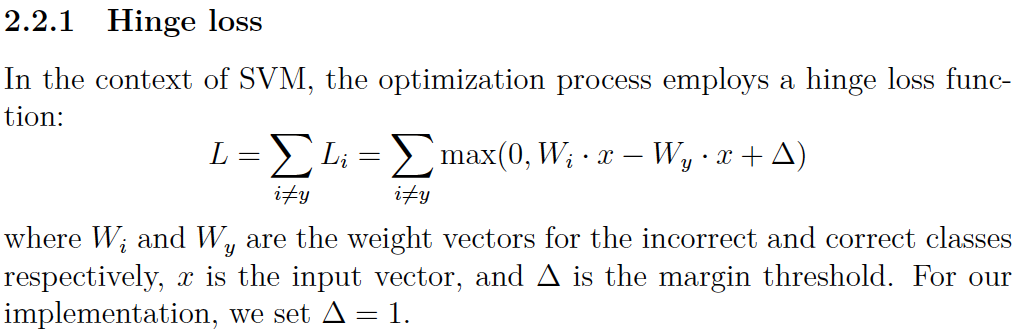 2.2.1 Hinge loss
In the context of SVM, the optimization process employs a hinge loss func-
tion:
L = ∑_{i≠y} L_i = ∑_{i≠y} max(0, W_i · x − W_y · x + Δ)
where W_i and W_y are the weight vectors for the incorrect and correct classes
respectively, x is the input vector, and Δ is the margin threshold. For our
implementation, we set Δ = 1.